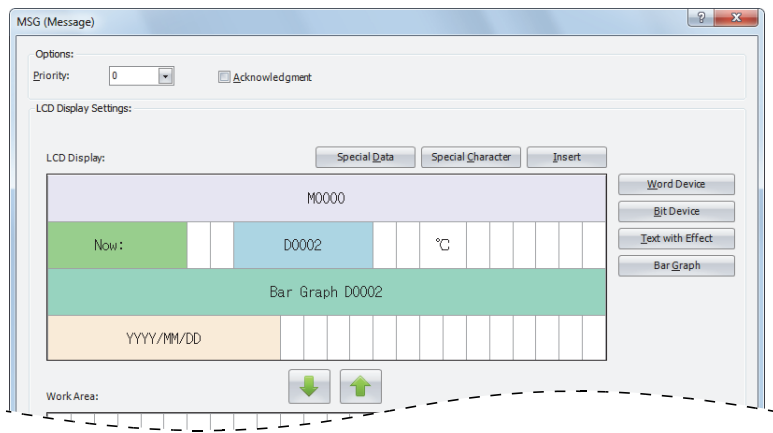 MSG (Message)
?
X
Options:
Priority: 0 Acknowledgment
LCD Display Settings:
LCD Display: Special Data Special Character Insert
M0000 Word Device
Bit Device
Now: D0002 ℃ Text with Effect
Bar Graph
Bar Graph D0002
YYYY/MM/DD
Work Area: